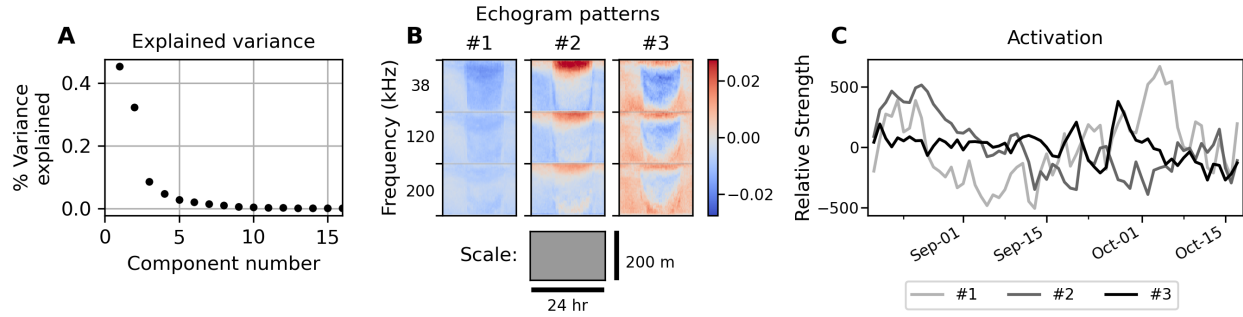 A
Explained variance
% Variance
explained
0.4
0.2
0.0
0
5
10
15
Component number
B
Echogram patterns
#1
#2
#3
Frequency (kHz)
38
120
200
0.02
0.00
−0.02
Scale:
200 m
24 hr
C
Activation
Relative Strength
500
0
−500
Sep-01
Sep-15
Oct-01
Oct-15
#1
#2
#3